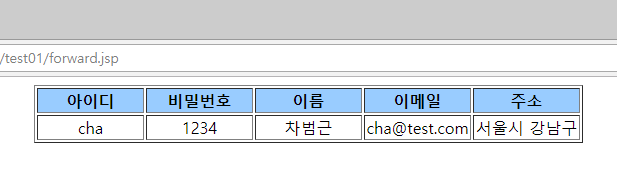 /test01/forward.jsp
아이디 비밀번호 이름 이메일 주소
cha 1234 차범근 cha@test.com 서울시 강남구